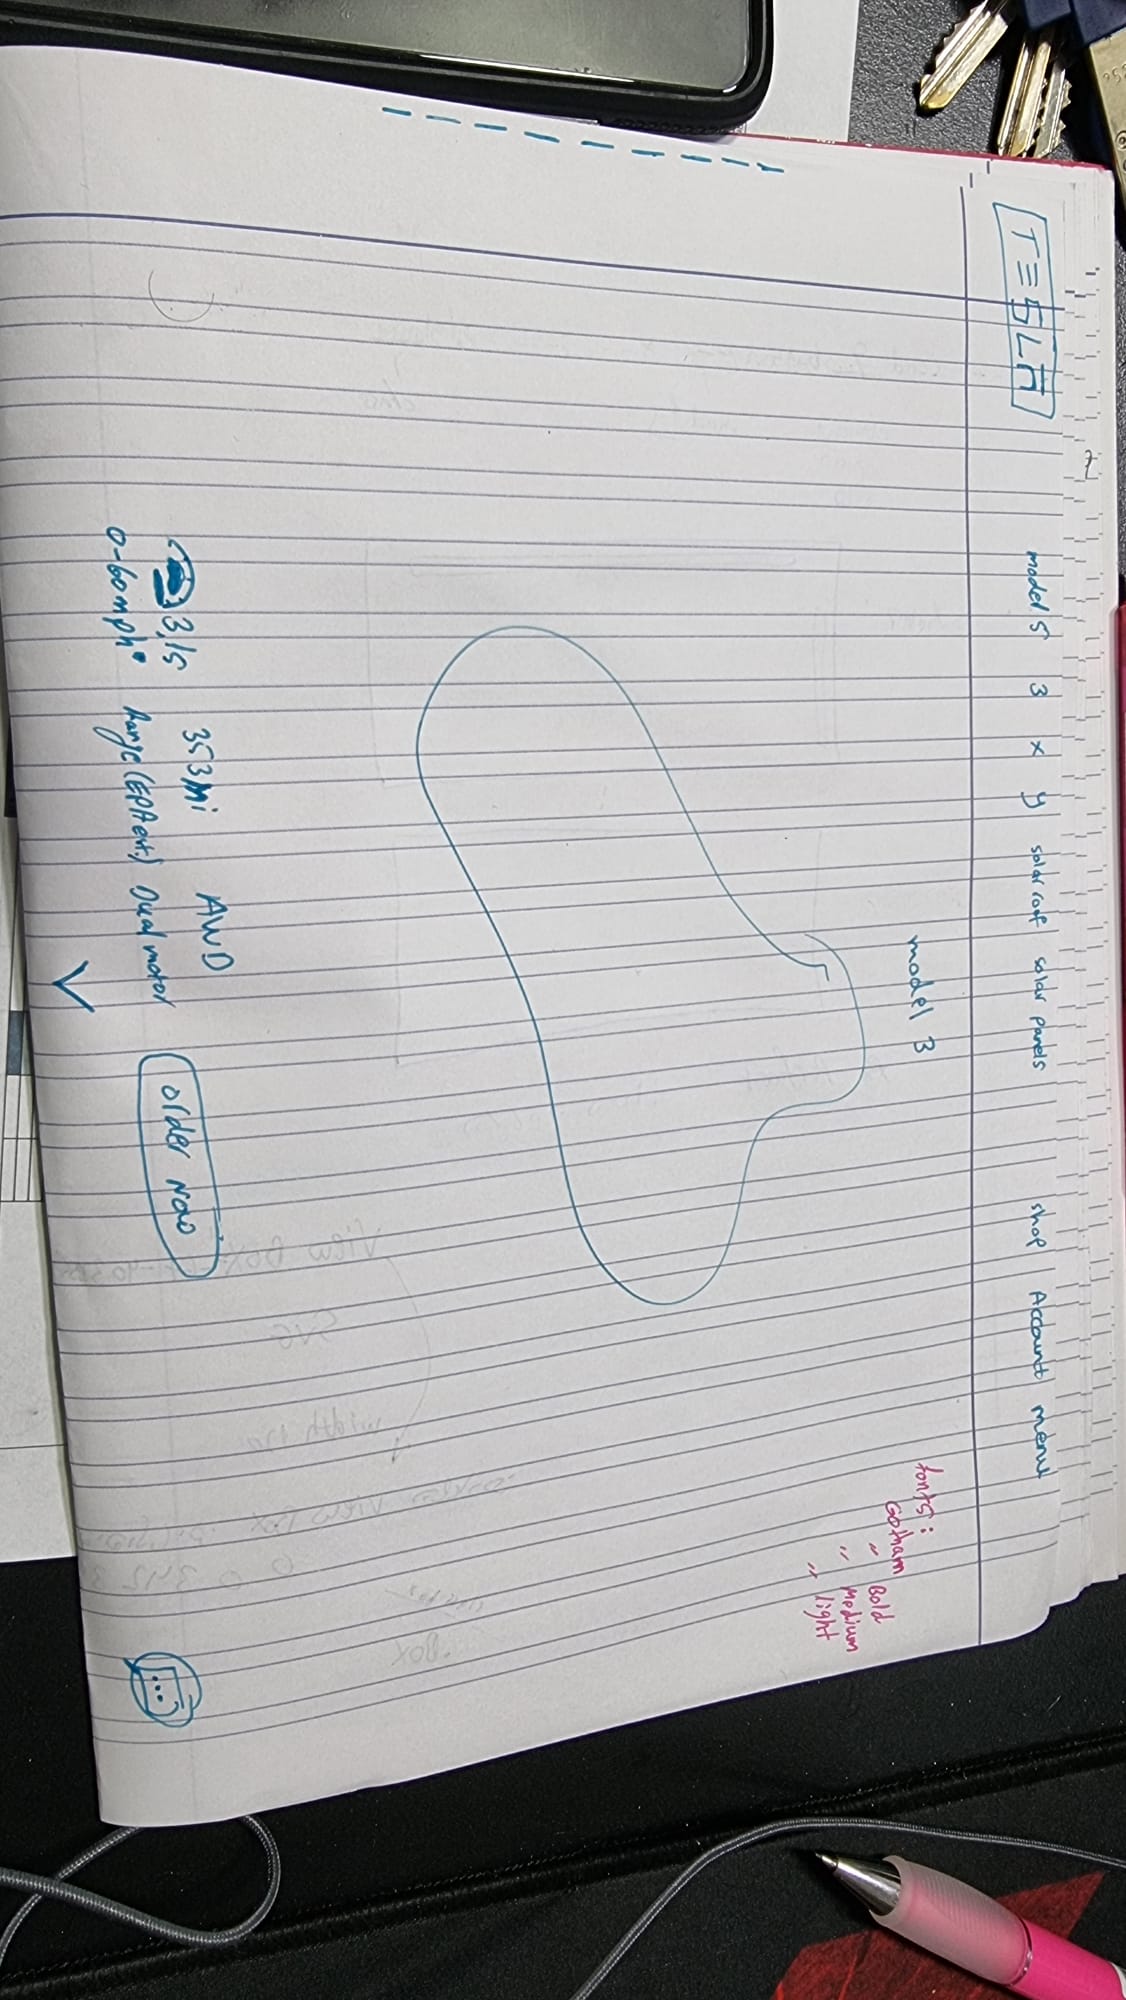 TESLA
model S 3 x y solar roof solar panels shop Account menu
model 3
fonts:
Gotham Bold
" Medium
" light
3.1s 353mi AWD
0-60mph Range (EPA est.) Dual motor
order now